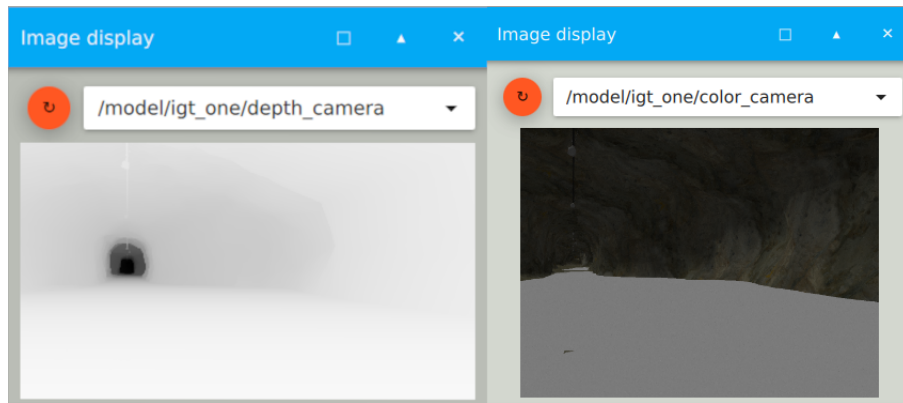 Image display
/model/igt_one/depth_camera
Image display
/model/igt_one/color_camera